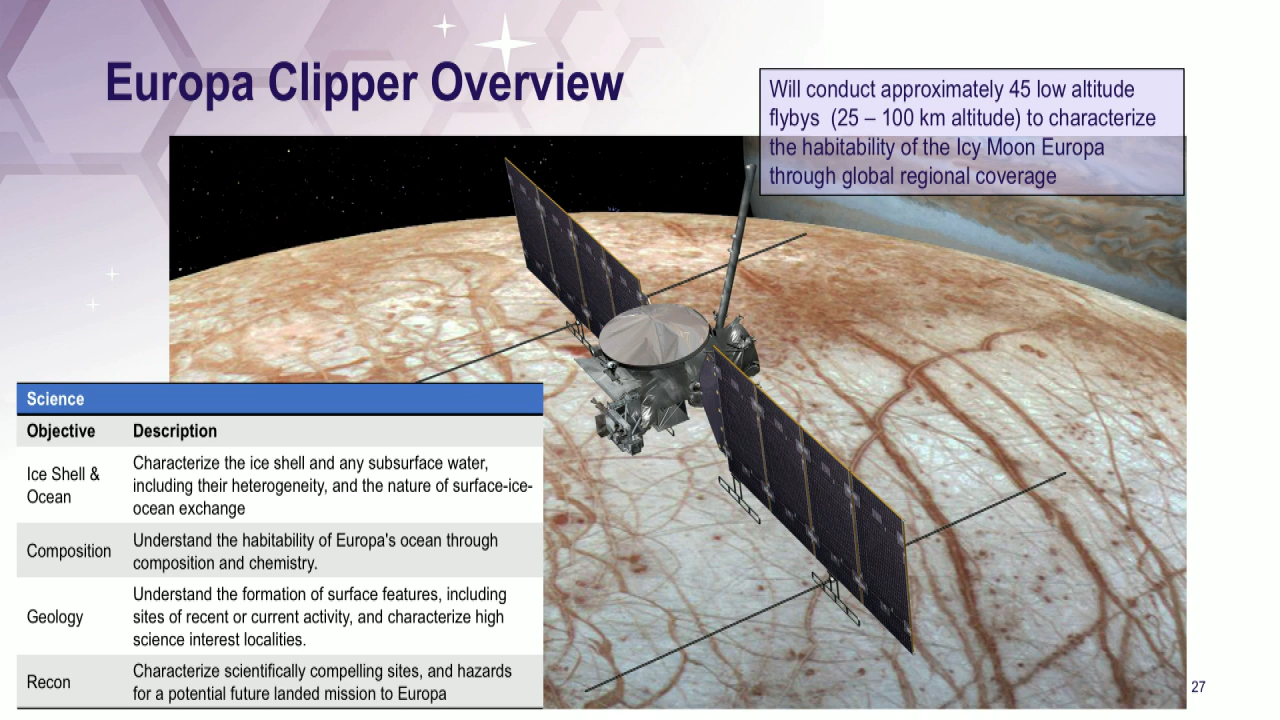 Europa Clipper Overview
Will conduct approximately 45 low altitude
flybys (25 – 100 km altitude) to characterize
the habitability of the Icy Moon Europa
through global regional coverage
Science
Objective Description
Ice Shell &
Ocean
Characterize the ice shell and any subsurface water,
including their heterogeneity, and the nature of surface-ice-
ocean exchange
Composition
Understand the habitability of Europa's ocean through
composition and chemistry.
Geology
Understand the formation of surface features, including
sites of recent or current activity, and characterize high
science interest localities.
Recon
Characterize scientifically compelling sites, and hazards
for a potential future landed mission to Europa
27